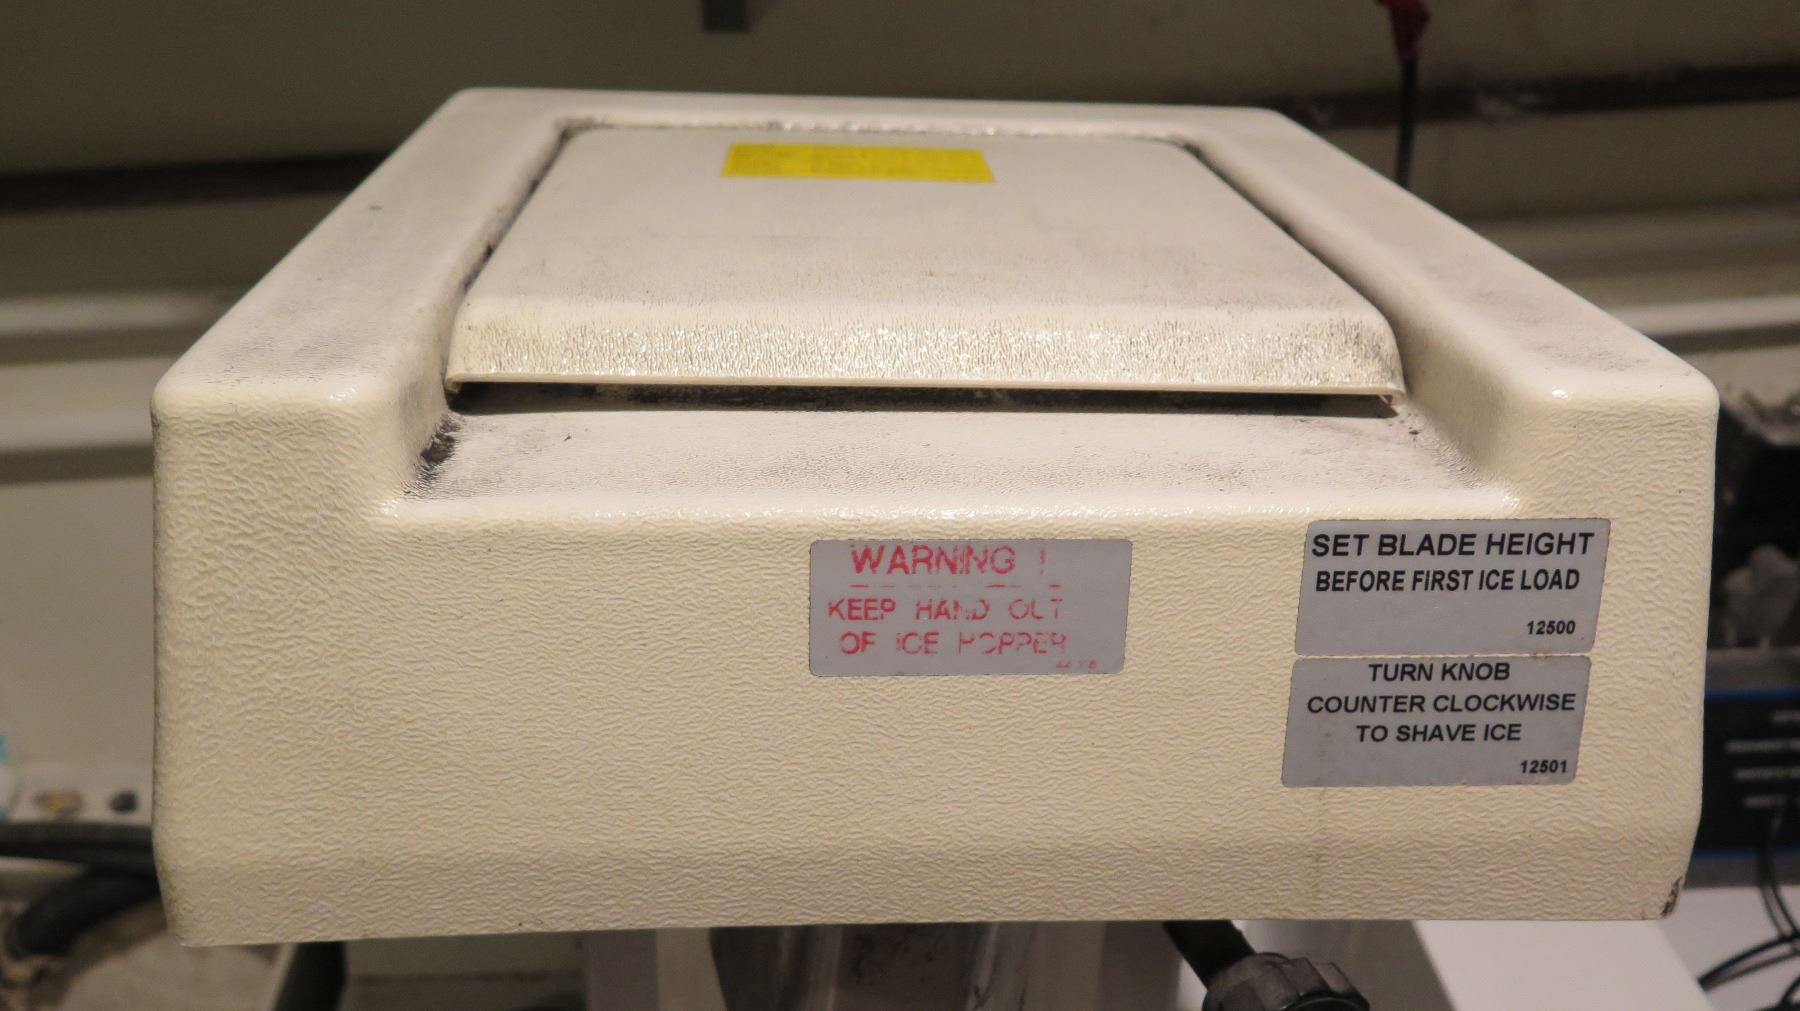 WARNING !
KEEP HAND OUT
OF ICE HOPPER
SET BLADE HEIGHT
BEFORE FIRST ICE LOAD
12500
TURN KNOB
COUNTER CLOCKWISE
TO SHAVE ICE
12501